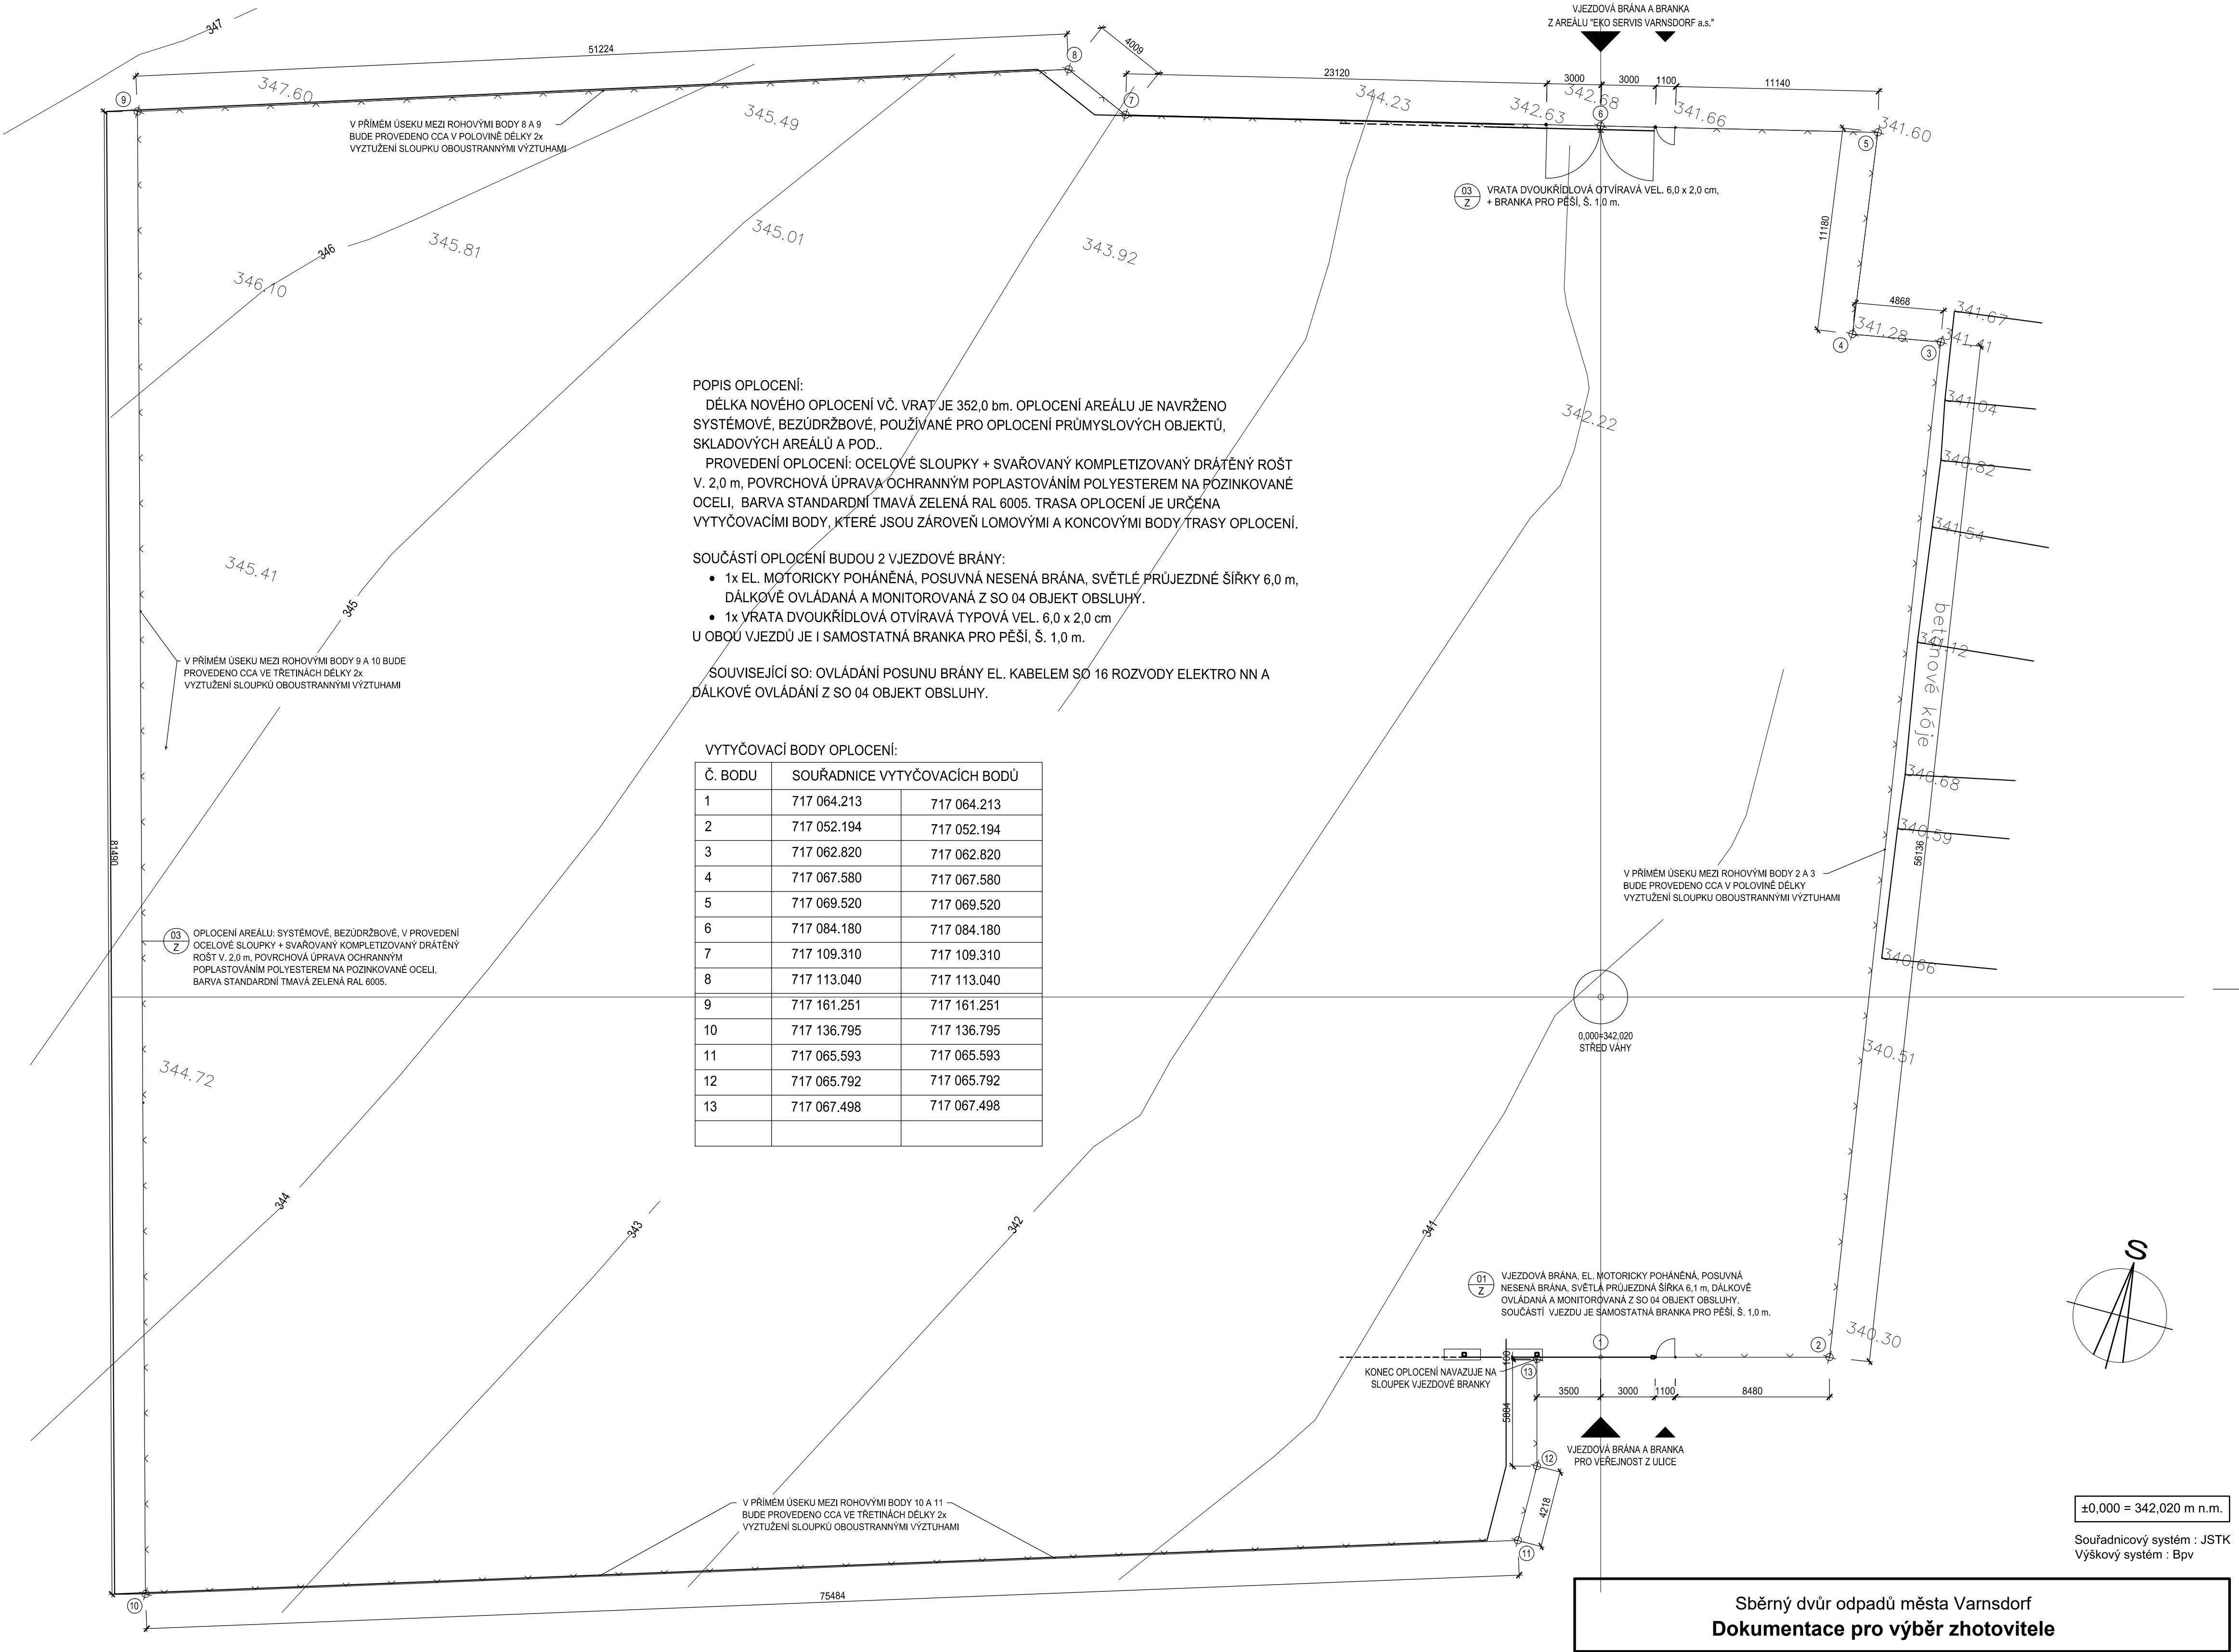 VJEZDOVÁ BRÁNA A BRANKA
Z AREÁLU "EKO SERVIS VARNSDORF a.s."
347
51224
8
4009
7
23120
3000
3000
1100
11140
9
347.60
V PŘÍMÉM ÚSEKU MEZI ROHOVÝMI BODY 8 A 9
BUDE PROVEDENO CCA V POLOVINĚ DÉLKY 2x
VYZTUŽENÍ SLOUPKU OBOUSTRANNÝMI VÝZTUHAMI
345.49
344.23
342.63
342.68
6
341.66
341.60
5
03
Z
VRATA DVOUKŘÍDLOVÁ OTVÍRAVÁ VEL. 6,0 x 2,0 cm,
+ BRANKA PRO PĚŠÍ, Š. 1,0 m.
11180
346
345.81
345.01
343.92
346.10
4868
341.67
341.28
341.41
4
3
POPIS OPLOCENÍ:
DÉLKA NOVÉHO OPLOCENÍ VČ. VRAT JE 352,0 bm. OPLOCENÍ AREÁLU JE NAVRŽENO
SYSTÉMOVÉ, BEZÚDRŽBOVÉ, POUŽÍVANÉ PRO OPLOCENÍ PRŮMYSLOVÝCH OBJEKTŮ,
SKLADOVÝCH AREÁLŮ A POD..
PROVEDENÍ OPLOCENÍ: OCELOVÉ SLOUPKY + SVAŘOVANÝ KOMPLETIZOVANÝ DRÁTĚNÝ ROŠT
V. 2,0 m, POVRCHOVÁ ÚPRAVA OCHRANNÝM POPLASTOVÁNÍM POLYESTEREM NA POZINKOVANÉ
OCELI, BARVA STANDARDNÍ TMAVÁ ZELENÁ RAL 6005. TRASA OPLOCENÍ JE URČENA
VYTYČOVACÍMI BODY, KTERÉ JSOU ZÁROVEŇ LOMOVÝMI A KONCOVÝMI BODY TRASY OPLOCENÍ.
SOUČÁSTÍ OPLOCENÍ BUDOU 2 VJEZDOVÉ BRÁNY:
• 1x EL. MOTORICKY POHÁNĚNÁ, POSUVNÁ NESENÁ BRÁNA, SVĚTLÉ PRŮJEZDNÉ ŠÍŘKY 6,0 m,
DÁLKOVĚ OVLÁDANÁ A MONITOROVANÁ Z SO 04 OBJEKT OBSLUHY.
• 1x VRATA DVOUKŘÍDLOVÁ OTVÍRAVÁ TYPOVÁ VEL. 6,0 x 2,0 cm
U OBOU VJEZDŮ JE I SAMOSTATNÁ BRANKA PRO PĚŠÍ, Š. 1,0 m.
SOUVISEJÍCÍ SO: OVLÁDÁNÍ POSUNU BRÁNY EL. KABELEM SO 16 ROZVODY ELEKTRO NN A
DÁLKOVÉ OVLÁDÁNÍ Z SO 04 OBJEKT OBSLUHY.
342.22
341.04
340.82
341.54
341.12
betonové kóje
340.68
340.59
56136
340.66
345.41
345
V PŘÍMÉM ÚSEKU MEZI ROHOVÝMI BODY 9 A 10 BUDE
PROVEDENO CCA VE TŘETINÁCH DÉLKY 2x
VYZTUŽENÍ SLOUPKŮ OBOUSTRANNÝMI VÝZTUHAMI
81490
03
Z
OPLOCENÍ AREÁLU: SYSTÉMOVÉ, BEZÚDRŽBOVÉ, V PROVEDENÍ
OCELOVÉ SLOUPKY + SVAŘOVANÝ KOMPLETIZOVANÝ DRÁTĚNÝ
ROŠT V. 2,0 m, POVRCHOVÁ ÚPRAVA OCHRANNÝM
POPLASTOVÁNÍM POLYESTEREM NA POZINKOVANÉ OCELI,
BARVA STANDARDNÍ TMAVÁ ZELENÁ RAL 6005.
VYTYČOVACÍ BODY OPLOCENÍ:
Č. BODU SOUŘADNICE VYTYČOVACÍCH BODŮ
1 717 064.213 717 064.213
2 717 052.194 717 052.194
3 717 062.820 717 062.820
4 717 067.580 717 067.580
5 717 069.520 717 069.520
6 717 084.180 717 084.180
7 717 109.310 717 109.310
8 717 113.040 717 113.040
9 717 161.251 717 161.251
10 717 136.795 717 136.795
11 717 065.593 717 065.593
12 717 065.792 717 065.792
13 717 067.498 717 067.498
V PŘÍMÉM ÚSEKU MEZI ROHOVÝMI BODY 2 A 3
BUDE PROVEDENO CCA V POLOVINĚ DÉLKY
VYZTUŽENÍ SLOUPKU OBOUSTRANNÝMI VÝZTUHAMI
0,000=342,020
STŘED VÁHY
340.51
344.72
344
343
342
341
S
01
Z
VJEZDOVÁ BRÁNA, EL. MOTORICKY POHÁNĚNÁ, POSUVNÁ
NESENÁ BRÁNA, SVĚTLÁ PRŮJEZDNÁ ŠÍŘKA 6,1 m, DÁLKOVĚ
OVLÁDANÁ A MONITOROVANÁ Z SO 04 OBJEKT OBSLUHY.
SOUČÁSTÍ VJEZDU JE SAMOSTATNÁ BRANKA PRO PĚŠÍ, Š. 1,0 m.
340.30
1
2
100
13
KONEC OPLOCENÍ NAVAZUJE NA
SLOUPEK VJEZDOVÉ BRANKY
3500
3000
1100
8480
5884
VJEZDOVÁ BRÁNA A BRANKA
PRO VEŘEJNOST Z ULICE
12
4218
V PŘÍMÉM ÚSEKU MEZI ROHOVÝMI BODY 10 A 11
BUDE PROVEDENO CCA VE TŘETINÁCH DÉLKY 2x
VYZTUŽENÍ SLOUPKŮ OBOUSTRANNÝMI VÝZTUHAMI
11
10
75484
±0,000 = 342,020 m n.m.
Souřadnicový systém : JSTK
Výškový systém : Bpv
Sběrný dvůr odpadů města Varnsdorf
Dokumentace pro výběr zhotovitele